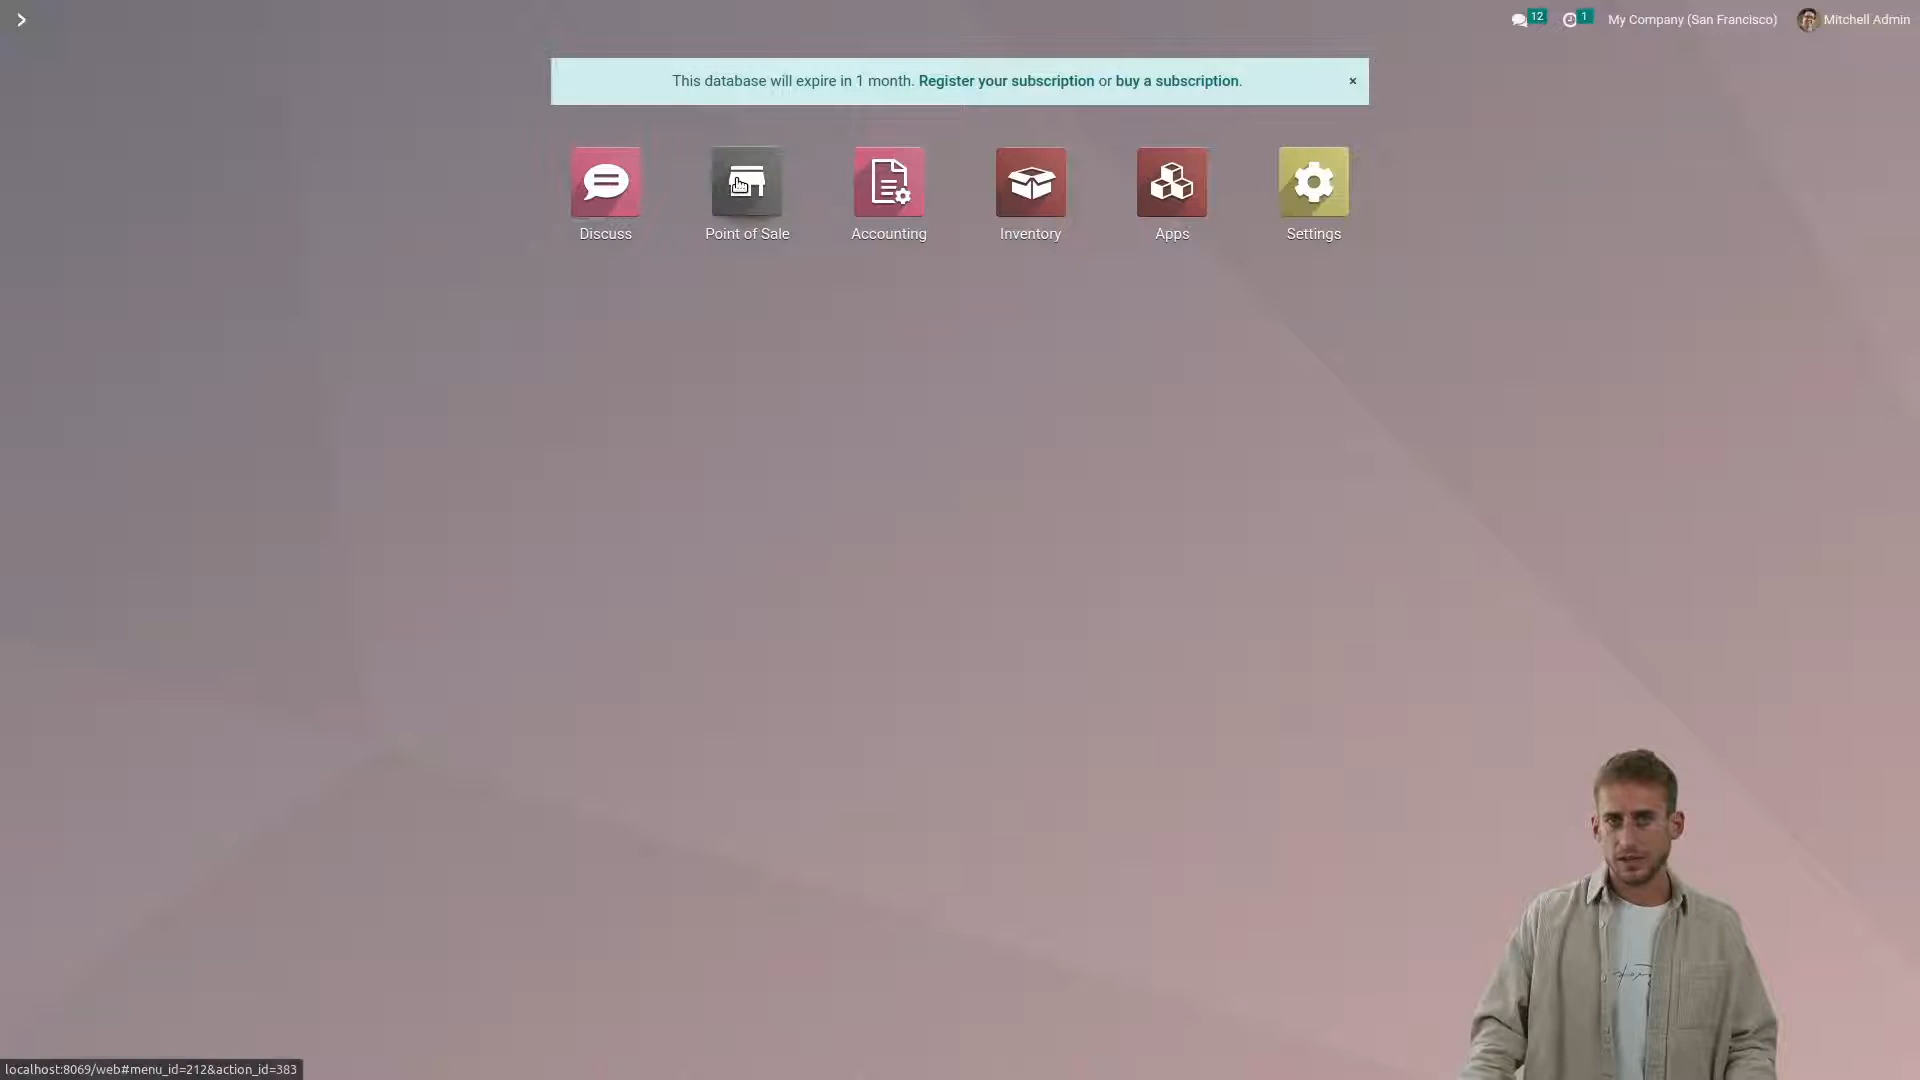 12
1
My Company (San Francisco)
Mitchell Admin
This database will expire in 1 month. Register your subscription or buy a subscription.
×
Discuss
Point of Sale
Accounting
Inventory
Apps
Settings
localhost:8069/web#menu_id=212&action_id=383